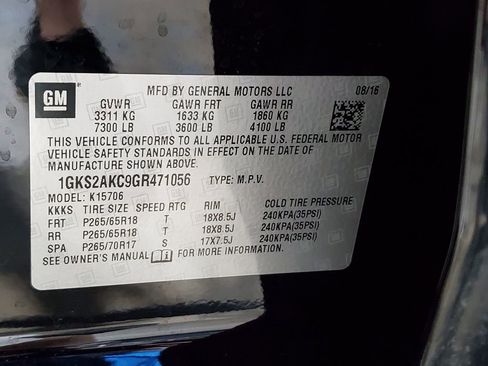 GM
MFD BY GENERAL MOTORS LLC 08/16
GVWR GAWR FRT GAWR RR
3311 KG 1633 KG 1860 KG
7300 LB 3600 LB 4100 LB
THIS VEHICLE CONFORMS TO ALL APPLICABLE U.S. FEDERAL MOTOR
VEHICLE SAFETY STANDARDS IN EFFECT ON THE DATE OF
MANUFACTURE SHOWN ABOVE.
1GKS2AKC9GR471056 TYPE: M.P.V.
MODEL: K15706
KKKS TIRE SIZE SPEED RTG RIM COLD TIRE PRESSURE
FRT P265/65R18 T 18X8.5J 240KPA(35PSI)
RR P265/65R18 T 18X8.5J 240KPA(35PSI)
SPA P265/70R17 S 17X7.5J 240KPA(35PSI)
SEE OWNER'S MANUAL FOR MORE INFORMATION